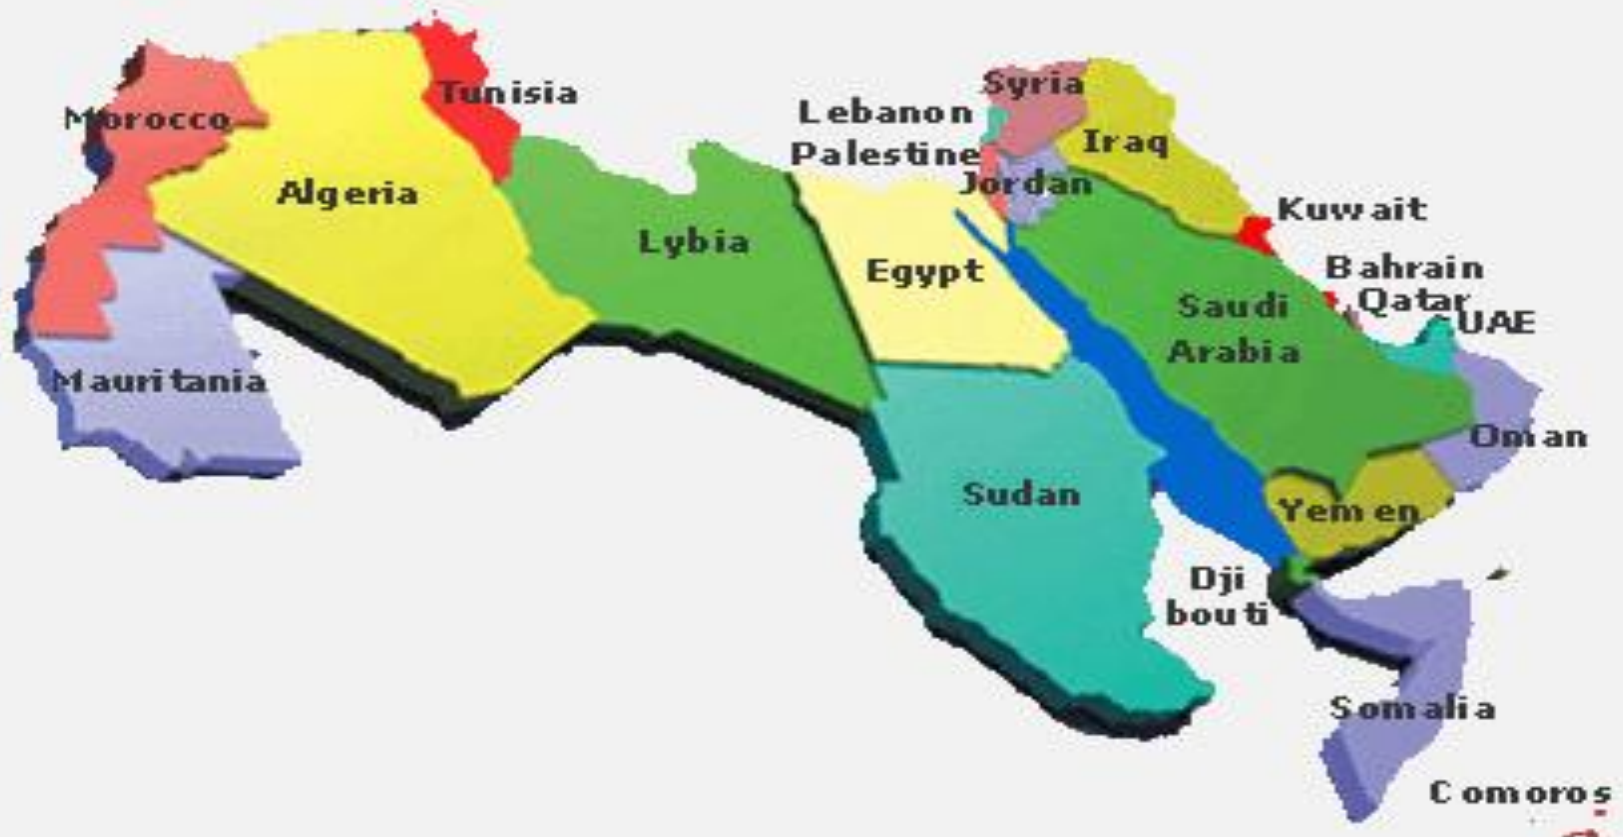 Morocco
Tunisia
Algeria
Lybia
Mauritania
Lebanon
Palestine
Syria
Iraq
Jordan
Egypt
Kuwait
Bahrain
Qatar
UAE
Saudi
Arabia
Oman
Sudan
Yemen
Dji
bouti
Somalia
Comoros